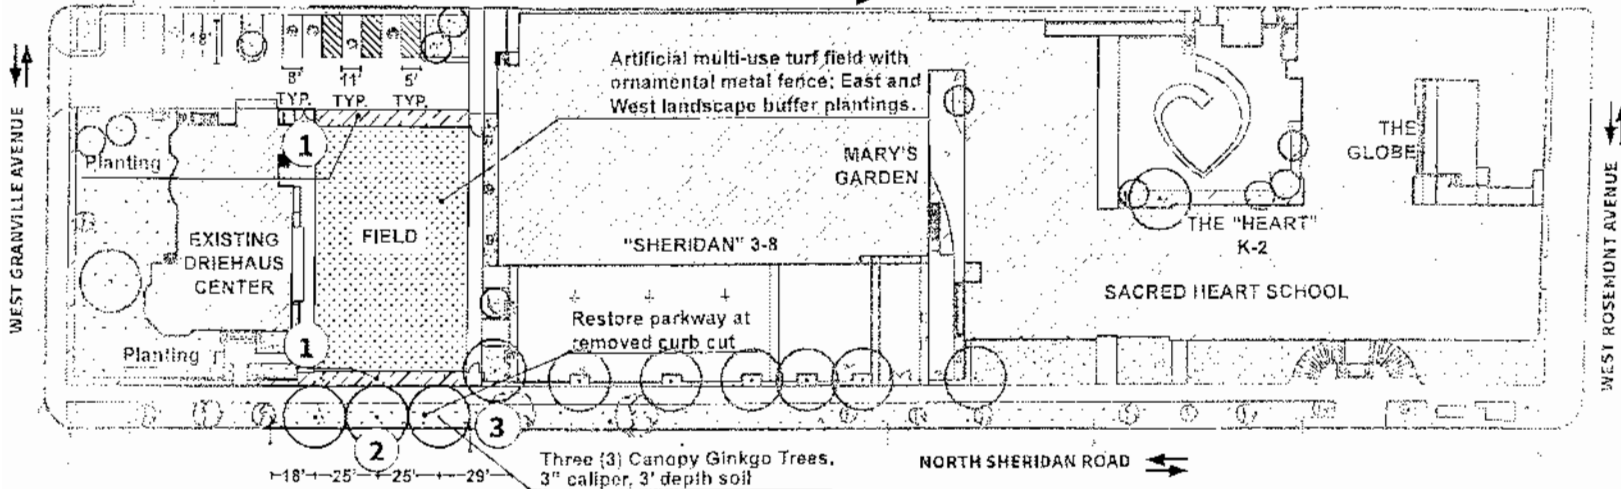 18'
8'
TYP.
11'
TYP.
5'
TYP.
Artificial multi-use turf field with
ornamental metal fence; East and
West landscape buffer plantings.
WEST GRANVILLE AVENUE
1
Planting
MARY'S
GARDEN
THE
GLOBE
EXISTING
DRIEHAUS
CENTER
FIELD
"SHERIDAN" 3-8
THE "HEART"
K-2
SACRED HEART SCHOOL
WEST ROSEMONT AVENUE
Restore parkway at
removed curb cut
1
Planting
2
3
18' 25' 25' 29'
Three (3) Canopy Ginkgo Trees,
3" caliper, 3' depth soil
NORTH SHERIDAN ROAD